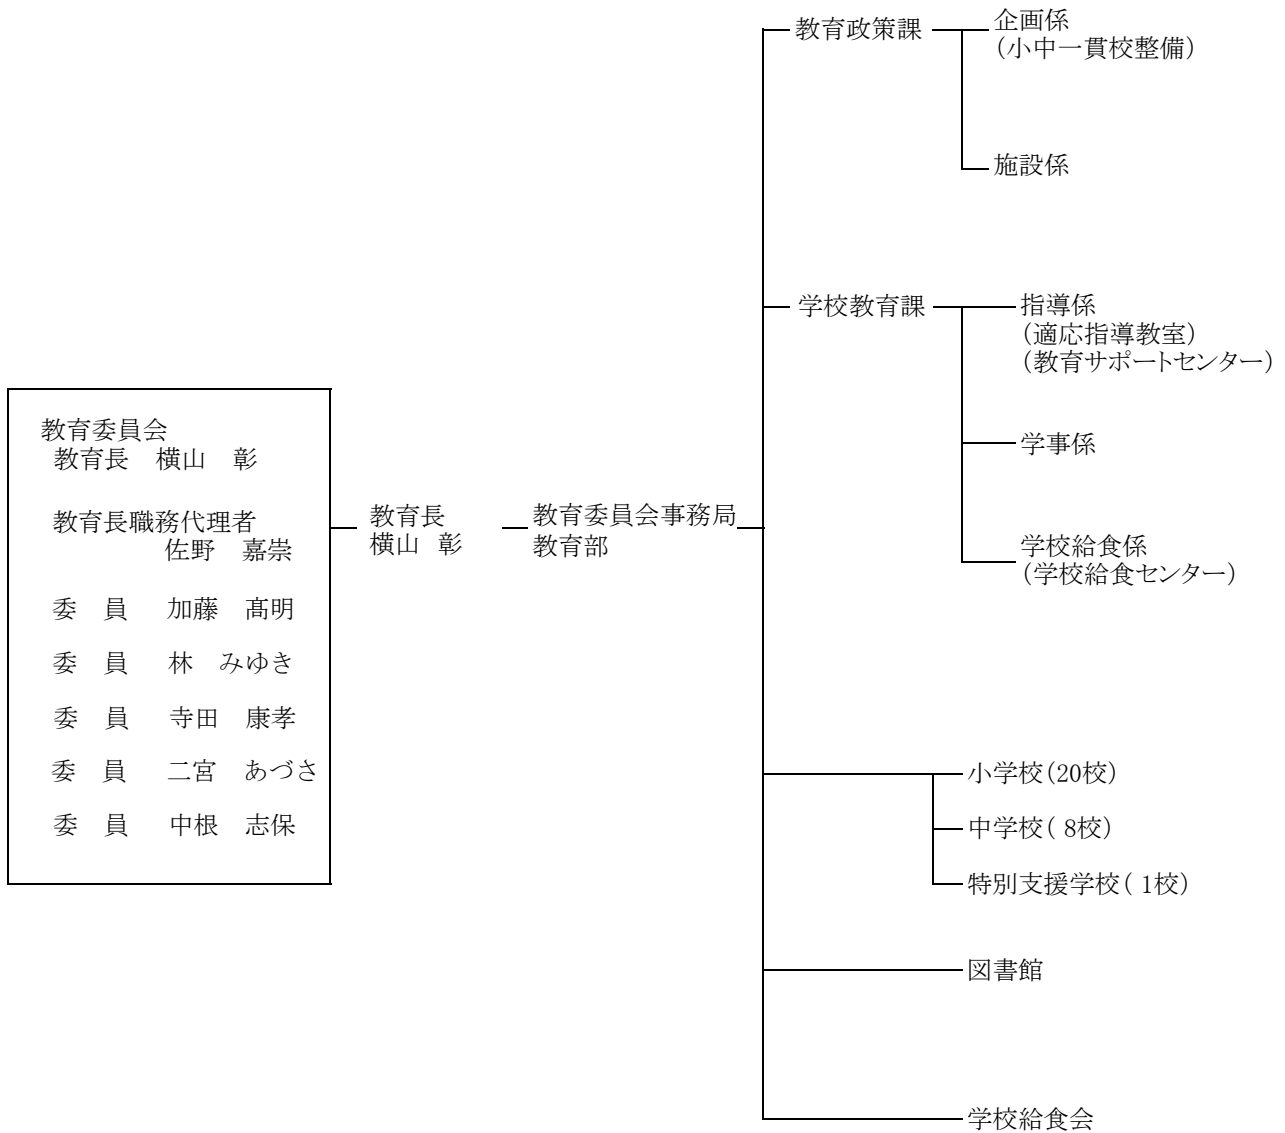 教育委員会
教育長　横山　彰
教育長職務代理者
佐野　嘉崇
委　員　加藤　髙明
委　員　林　みゆき
委　員　寺田　康孝
委　員　二宮　あづさ
委　員　中根　志保
教育長
横山　彰
教育委員会事務局
教育部
教育政策課
企画係
(小中一貫校整備)
施設係
学校教育課
指導係
(適応指導教室)
(教育サポートセンター)
学事係
学校給食係
(学校給食センター)
小学校(20校)
中学校( 8校)
特別支援学校( 1校)
図書館
学校給食会